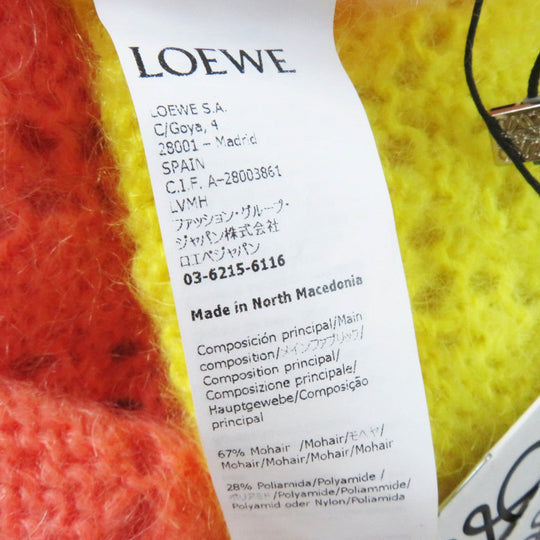 LOEWE
LOEWE S.A.
C/Goya, 4
28001 – Madrid
SPAIN
C.I.F. A-28003861
LVMH
ファッション・グループ・
ジャパン株式会社
ロエベジャパン
03-6215-6116
Made in North Macedonia
Composición principal/Main
composition/メインファブリック/
Composition principal/
Composizione principale/
Hauptgewebe/Composição
principal
67% Mohair /Mohair/モヘヤ/
Mohair/Mohair/Mohair/Mohair
28% Poliamida/Polyamide /
ポリアミド/Polyamide/Poliammide/
Polyamid oder Nylon/Poliamida